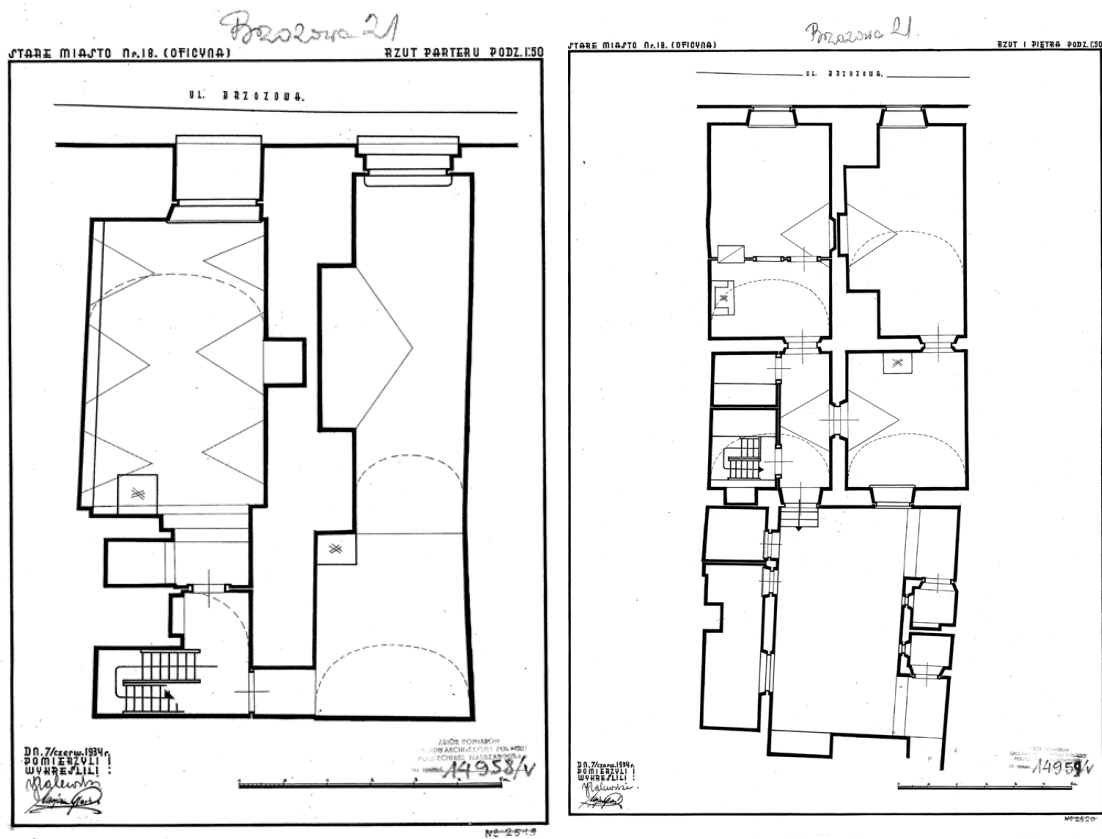 Brzozowa 21
STARE MIASTO Nr. 18. (OFICYNA) RZUT PARTERU PODZ. 1:50
UL. BRZOZOWA.
DN. 7/czerw. 1934 r.
POMIERZYLI I
WYKREŚLILI :
ZBIÓR POMIARÓW
14958/V
No 2519
Brzozowa 21.
STARE MIASTO Nr. 18. (OFICYNA) RZUT I PIĘTRA PODZ. 1:50
UL. BRZOZOWA.
DN. 7/czerw. 1934 r.
POMIERZYLI I
WYKREŚLILI :
14959/V
No 2520